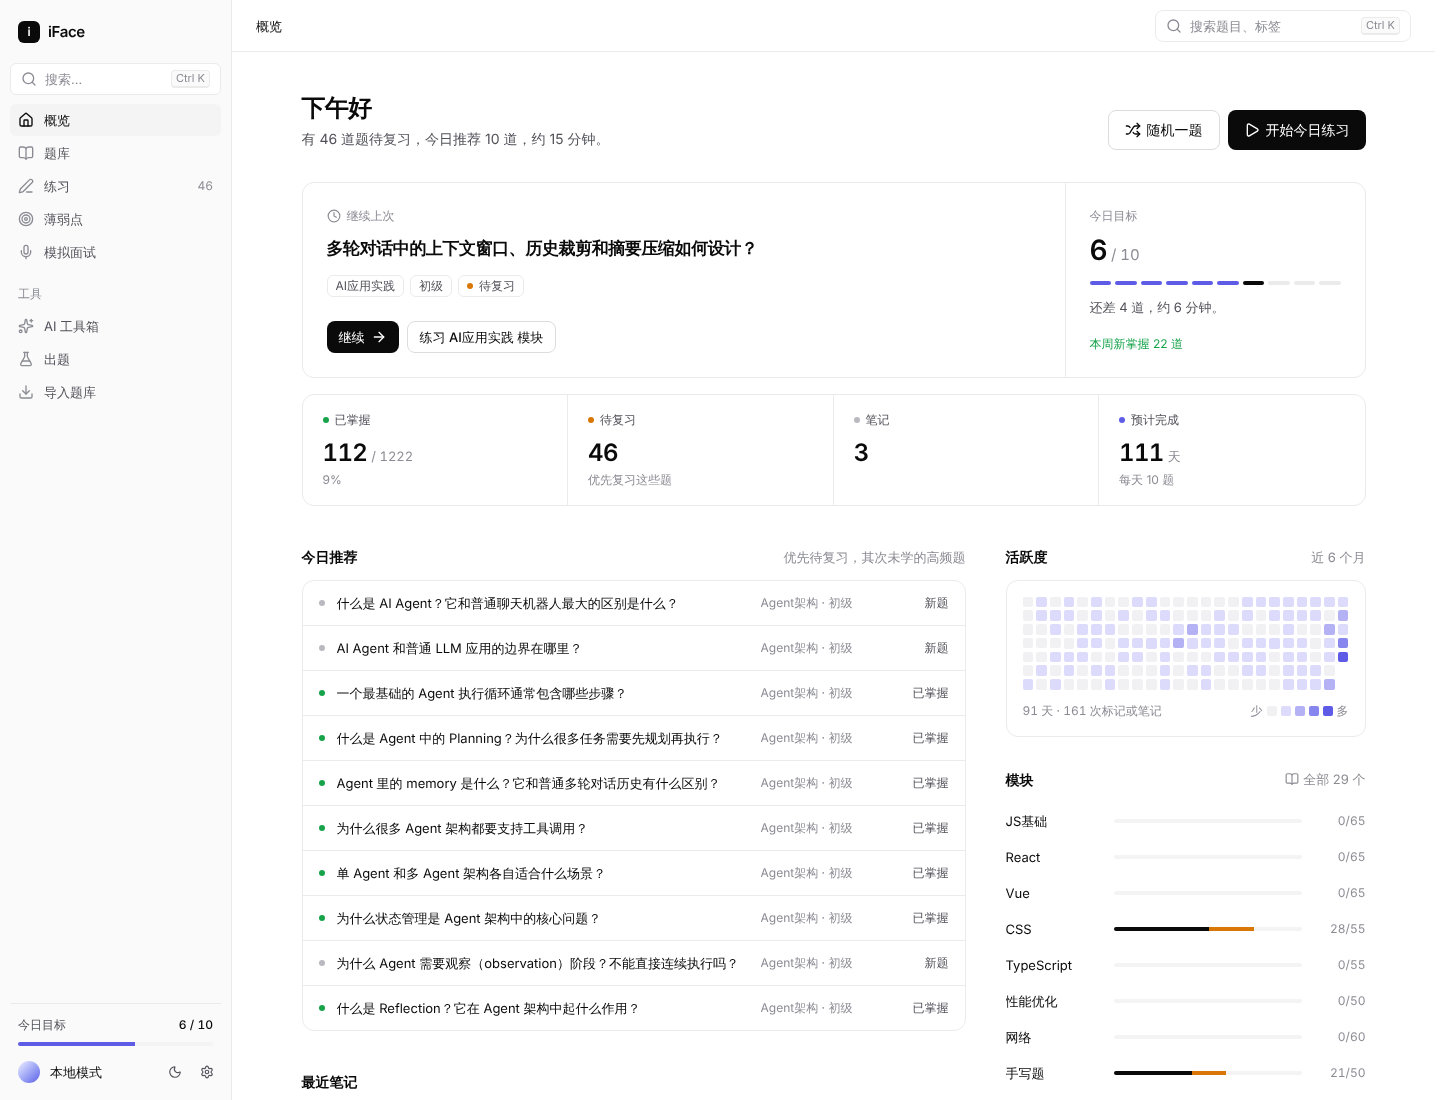 iFace
搜索...
Ctrl K
概览
题库
练习
46
薄弱点
模拟面试
工具
AI 工具箱
出题
导入题库
今日目标
6 / 10
本地模式
概览
搜索题目、标签
Ctrl K
下午好
有 46 道题待复习，今日推荐 10 道，约 15 分钟。
随机一题
开始今日练习
继续上次
多轮对话中的上下文窗口、历史裁剪和摘要压缩如何设计？
AI应用实践
初级
待复习
继续
练习 AI应用实践 模块
今日目标
6 / 10
还差 4 道，约 6 分钟。
本周新掌握 22 道
已掌握
112 / 1222
9%
待复习
46
优先复习这些题
笔记
3
预计完成
111 天
每天 10 题
今日推荐
优先待复习，其次未学的高频题
什么是 AI Agent？它和普通聊天机器人最大的区别是什么？ Agent架构 · 初级 新题
AI Agent 和普通 LLM 应用的边界在哪里？ Agent架构 · 初级 新题
一个最基础的 Agent 执行循环通常包含哪些步骤？ Agent架构 · 初级 已掌握
什么是 Agent 中的 Planning？为什么很多任务需要先规划再执行？ Agent架构 · 初级 已掌握
Agent 里的 memory 是什么？它和普通多轮对话历史有什么区别？ Agent架构 · 初级 已掌握
为什么很多 Agent 架构都要支持工具调用？ Agent架构 · 初级 已掌握
单 Agent 和多 Agent 架构各自适合什么场景？ Agent架构 · 初级 已掌握
为什么状态管理是 Agent 架构中的核心问题？ Agent架构 · 初级 已掌握
为什么 Agent 需要观察（observation）阶段？不能直接连续执行吗？ Agent架构 · 初级 新题
什么是 Reflection？它在 Agent 架构中起什么作用？ Agent架构 · 初级 已掌握
最近笔记
活跃度
近 6 个月
91 天 · 161 次标记或笔记
少
多
模块
全部 29 个
JS基础 0/65
React 0/65
Vue 0/65
CSS 28/55
TypeScript 0/55
性能优化 0/50
网络 0/60
手写题 21/50